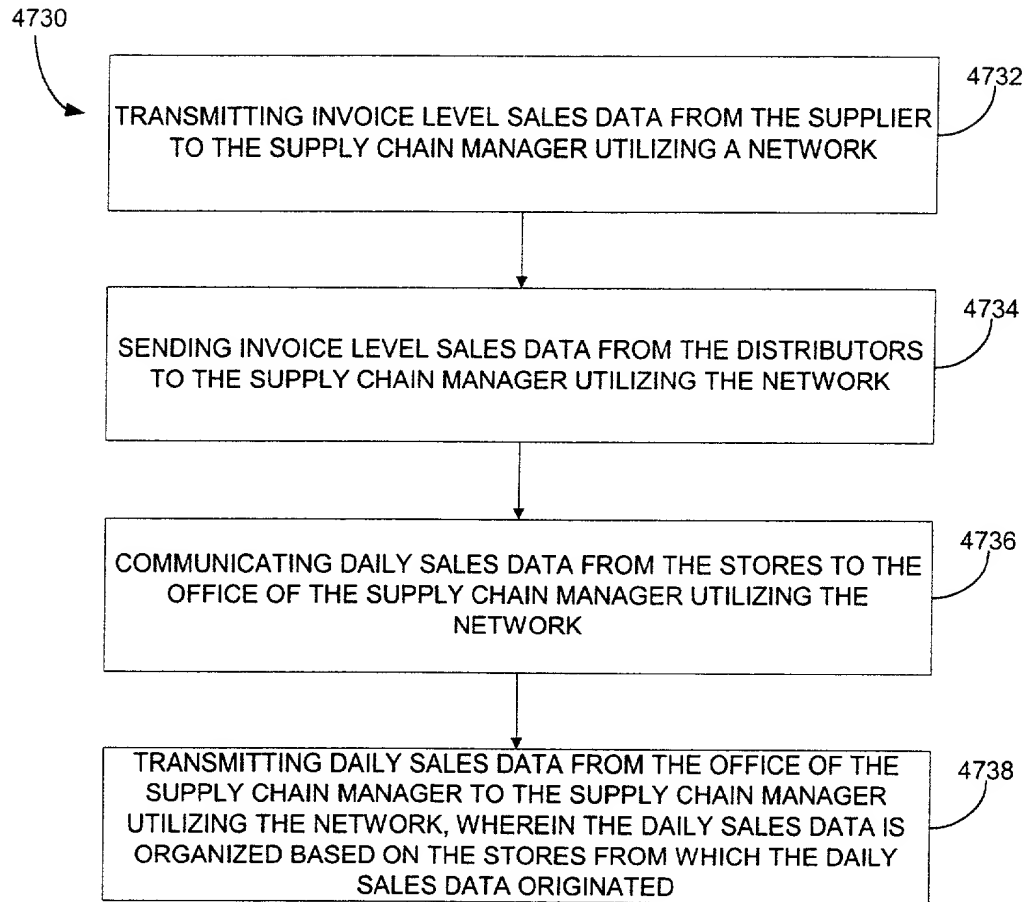 4730
4732
TRANSMITTING INVOICE LEVEL SALES DATA FROM THE SUPPLIER
TO THE SUPPLY CHAIN MANAGER UTILIZING A NETWORK
4734
SENDING INVOICE LEVEL SALES DATA FROM THE DISTRIBUTORS
TO THE SUPPLY CHAIN MANAGER UTILIZING THE NETWORK
4736
COMMUNICATING DAILY SALES DATA FROM THE STORES TO THE
OFFICE OF THE SUPPLY CHAIN MANAGER UTILIZING THE
NETWORK
4738
TRANSMITTING DAILY SALES DATA FROM THE OFFICE OF THE
SUPPLY CHAIN MANAGER TO THE SUPPLY CHAIN MANAGER
UTILIZING THE NETWORK, WHEREIN THE DAILY SALES DATA IS
ORGANIZED BASED ON THE STORES FROM WHICH THE DAILY
SALES DATA ORIGINATED